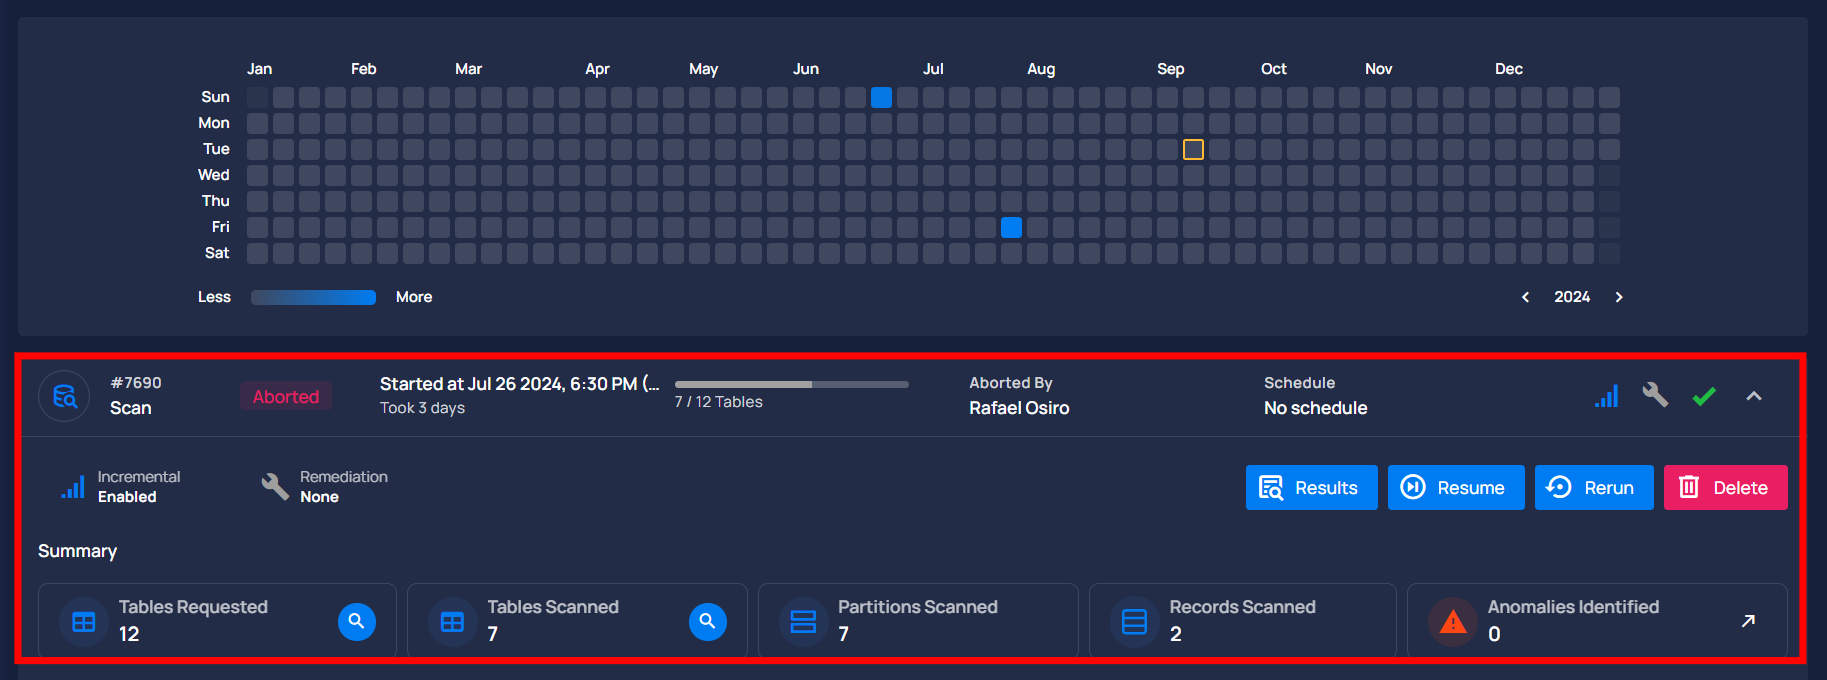 Jan Feb Mar Apr May Jun Jul Aug Sep Oct Nov Dec
Sun
Mon
Tue
Wed
Thu
Fri
Sat
Less More 2024
#7690
Scan
Aborted
Started at Jul 26 2024, 6:30 PM (...
Took 3 days
7 / 12 Tables
Aborted By
Rafael Osiro
Schedule
No schedule
Incremental
Enabled
Remediation
None
Results
Resume
Rerun
Delete
Summary
Tables Requested
12
Tables Scanned
7
Partitions Scanned
7
Records Scanned
2
Anomalies Identified
0